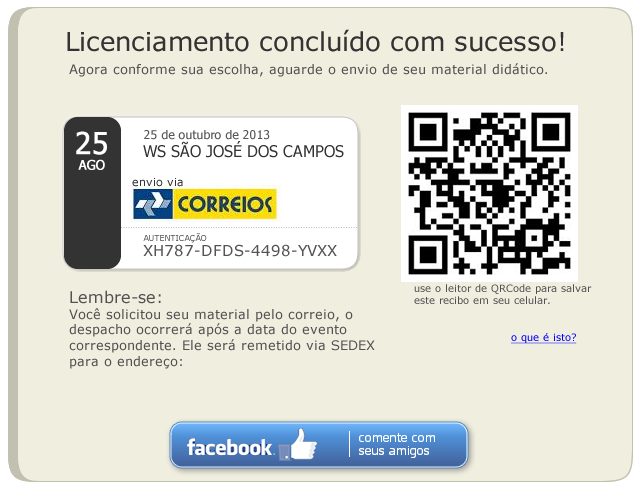 Licenciamento concluído com sucesso!
Agora conforme sua escolha, aguarde o envio de seu material didático.
25
AGO
25 de outubro de 2013
WS SÃO JOSÉ DOS CAMPOS
envio via
CORREIOS
AUTENTICAÇÃO
XH787-DFDS-4498-YVXX
use o leitor de QRCode para salvar
este recibo em seu celular.
o que é isto?
Lembre-se:
Você solicitou seu material pelo correio, o
despacho ocorrerá após a data do evento
correspondente. Ele será remetido via SEDEX
para o endereço:
facebook.
comente com
seus amigos